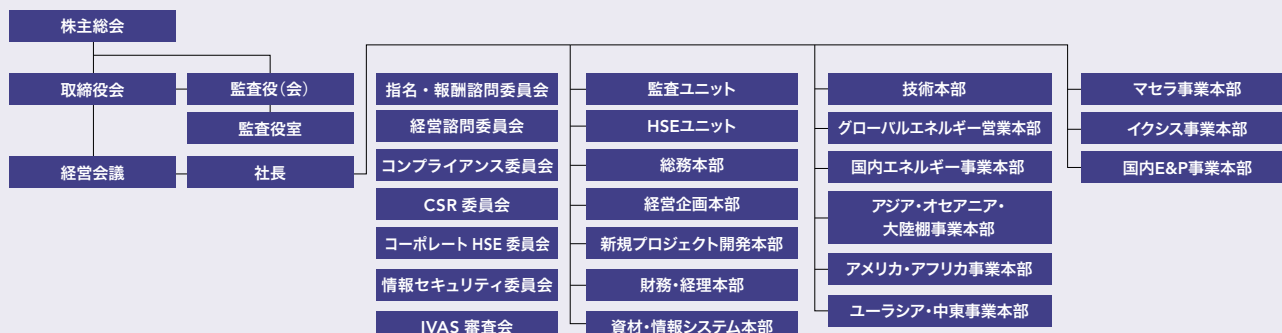 株主総会
取締役会
監査役(会)
監査役室
経営会議
社長
指名・報酬諮問委員会
経営諮問委員会
コンプライアンス委員会
CSR 委員会
コーポレート HSE 委員会
情報セキュリティ委員会
IVAS 審査会
監査ユニット
HSEユニット
総務本部
経営企画本部
新規プロジェクト開発本部
財務・経理本部
資材・情報システム本部
技術本部
グローバルエネルギー営業本部
国内エネルギー事業本部
アジア・オセアニア・
大陸棚事業本部
アメリカ・アフリカ事業本部
ユーラシア・中東事業本部
マセラ事業本部
イクシス事業本部
国内E&P事業本部